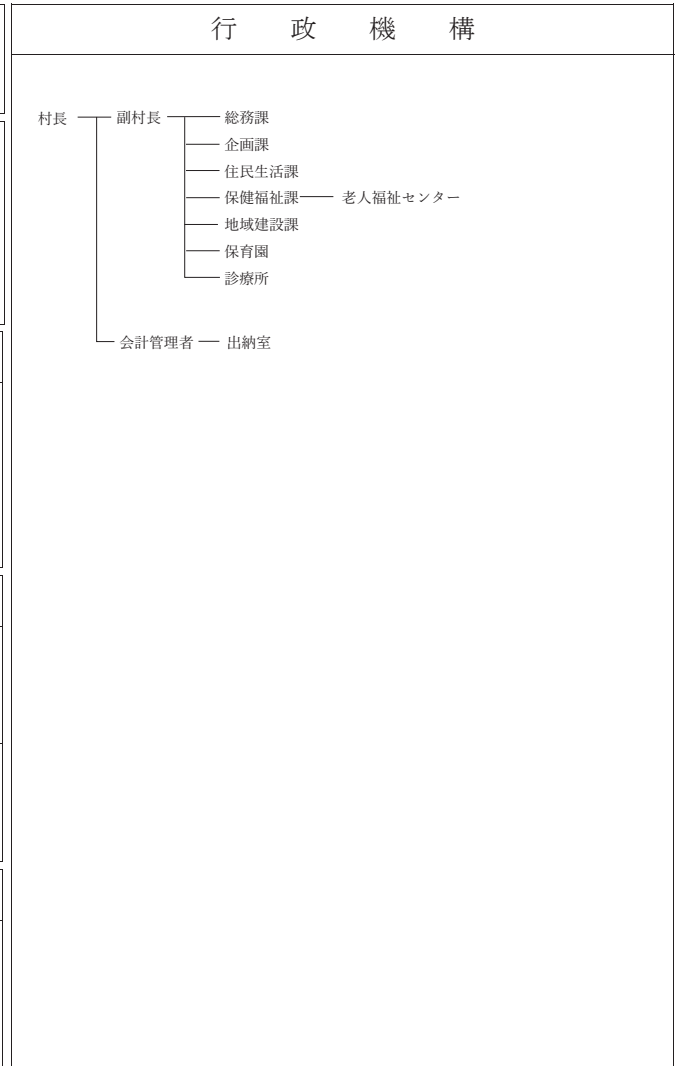 行政機構
村長 副村長 総務課
企画課
住民生活課
保健福祉課 老人福祉センター
地域建設課
保育園
診療所
会計管理者 出納室